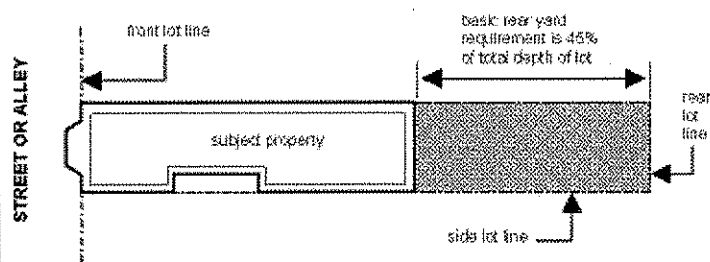 STREET OR ALLEY
front lot line
basic rear yard
requirement is 45%
of total depth of lot
subject property
rear
lot
line
side lot line